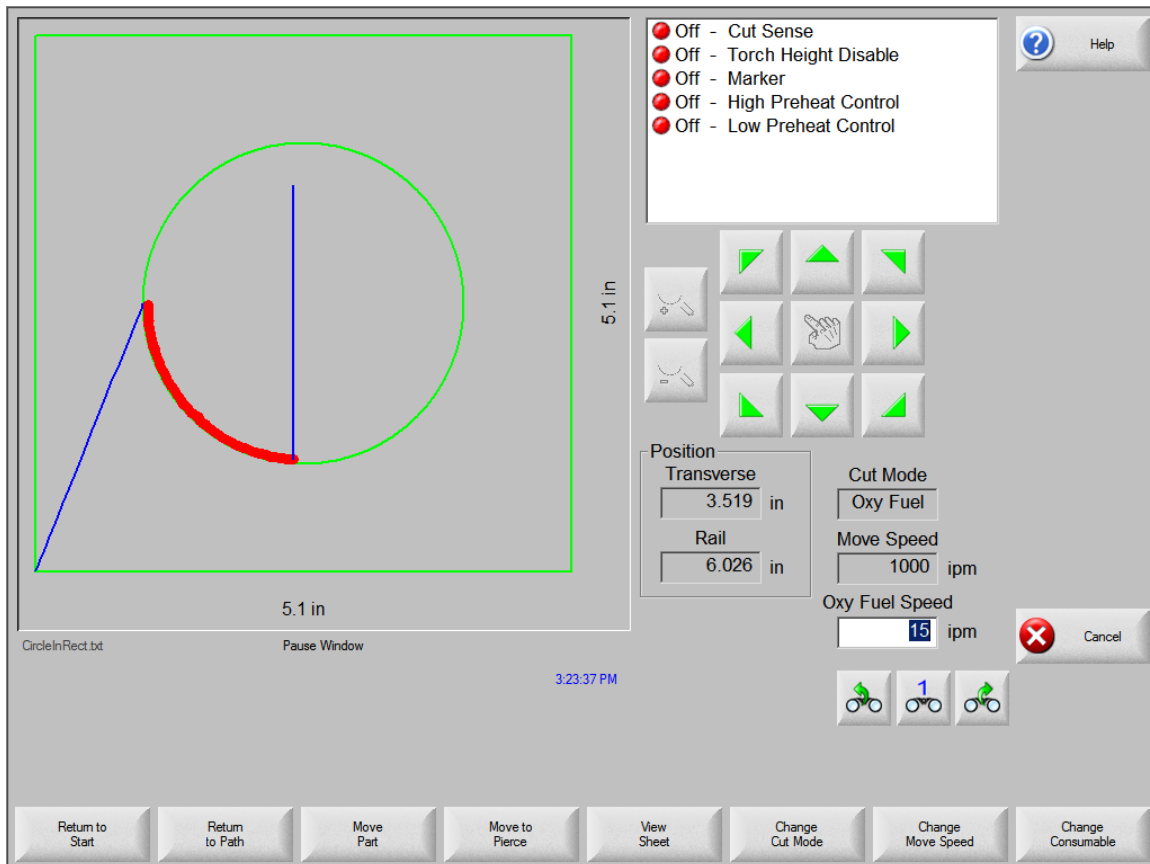 Off - Cut Sense
Off - Torch Height Disable
Off - Marker
Off - High Preheat Control
Off - Low Preheat Control
Help
5.1 in
5.1 in
CircleInRect.txt
Pause Window
3:23:37 PM
Position
Transverse
3.519 in
Rail
6.026 in
Cut Mode
Oxy Fuel
Move Speed
1000 ipm
Oxy Fuel Speed
15 ipm
Cancel
1
Return to
Start
Return
to Path
Move
Part
Move to
Pierce
View
Sheet
Change
Cut Mode
Change
Move Speed
Change
Consumable